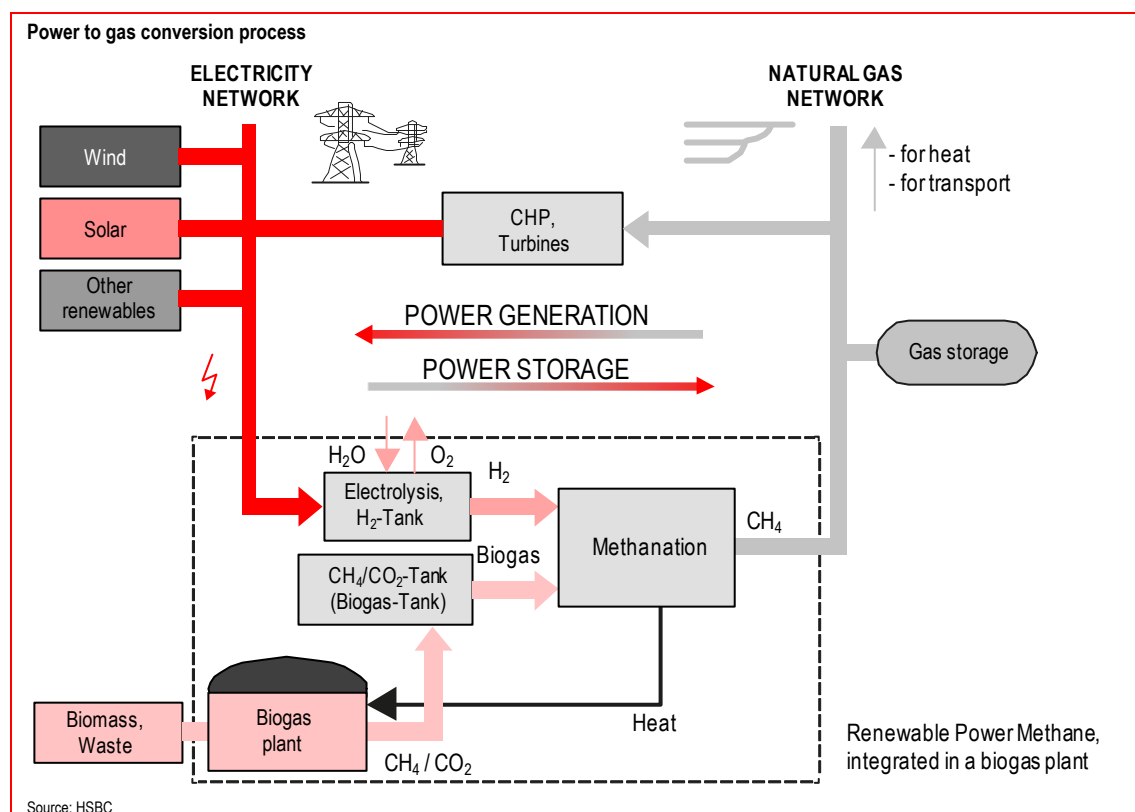 Power to gas conversion process
ELECTRICITY
NETWORK
NATURAL GAS
NETWORK
Wind
- for heat
- for transport
Solar
CHP,
Turbines
Other
renewables
POWER GENERATION
Gas storage
POWER STORAGE
H₂O
O₂
H₂
Electrolysis,
H₂-Tank
CH₄
Methanation
Biogas
CH₄/CO₂-Tank
(Biogas-Tank)
Biomass,
Waste
Biogas
plant
Heat
CH₄ / CO₂
Renewable Power Methane,
integrated in a biogas plant
Source: HSBC